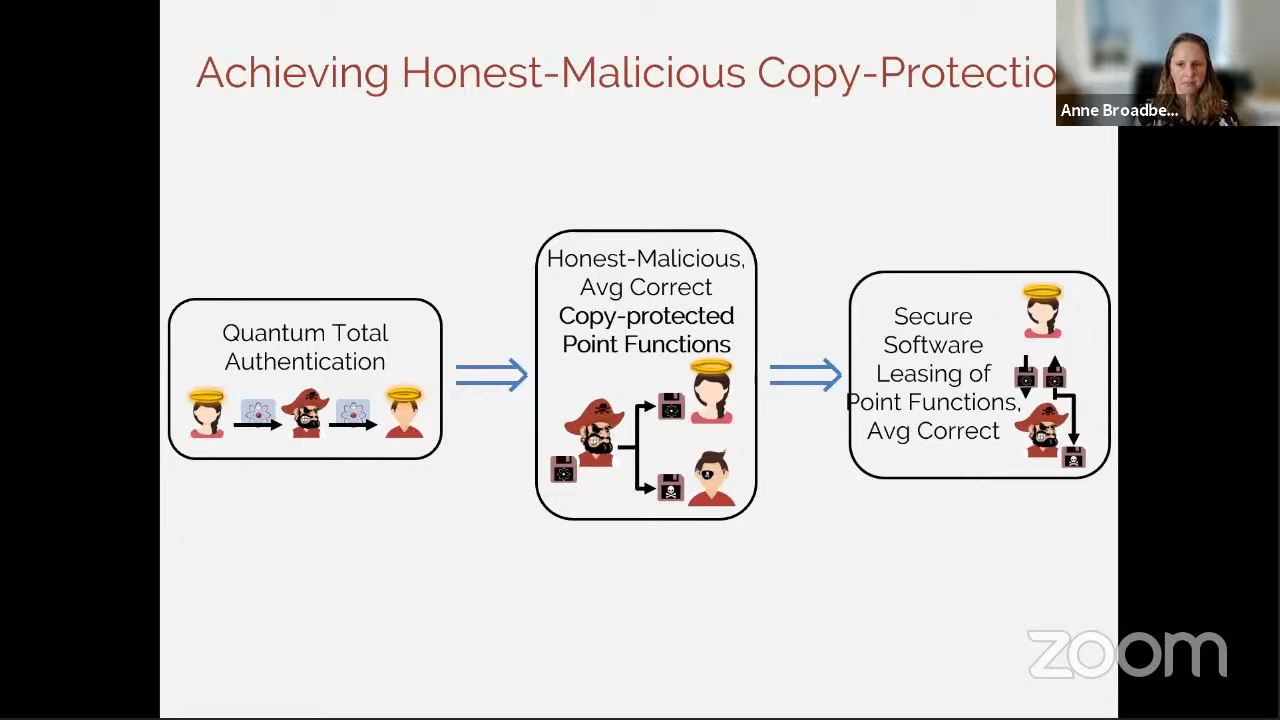 Achieving Honest-Malicious Copy-Protectio
Anne Broadbe...
Quantum Total
Authentication
Honest-Malicious,
Avg Correct
Copy-protected
Point Functions
Secure
Software
Leasing of
Point Functions,
Avg Correct
zoom